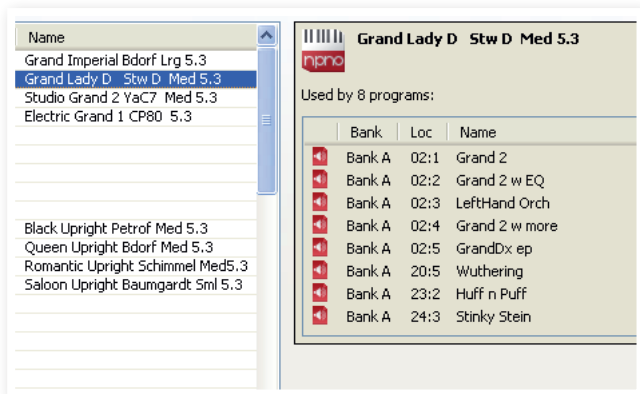 Name
Grand Imperial Bdorf Lrg 5.3
Grand Lady D Stw D Med 5.3
Studio Grand 2 YaC7 Med 5.3
Electric Grand 1 CP80 5.3
Black Upright Petrof Med 5.3
Queen Upright Bdorf Med 5.3
Romantic Upright Schimmel Med5.3
Saloon Upright Baumgardt Sml 5.3
npno
Grand Lady D Stw D Med 5.3
Used by 8 programs:
Bank Loc Name
Bank A 02:1 Grand 2
Bank A 02:2 Grand 2 w EQ
Bank A 02:3 LeftHand Orch
Bank A 02:4 Grand 2 w more
Bank A 02:5 GrandDx ep
Bank A 20:5 Wuthering
Bank A 23:2 Huff n Puff
Bank A 24:3 Stinky Stein